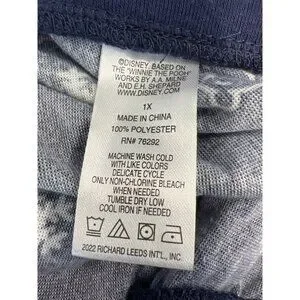 ©DISNEY. BASED ON
THE "WINNIE THE POOH"
WORKS BY A.A. MILNE
AND E.H. SHEPARD
WWW.DISNEY.COM
1X
MADE IN CHINA
100% POLYESTER
RN# 76292
MACHINE WASH COLD
WITH LIKE COLORS
DELICATE CYCLE
ONLY NON-CHLORINE BLEACH
WHEN NEEDED
TUMBLE DRY LOW
COOL IRON IF NEEDED
2022 RICHARD LEEDS INT'L., INC.